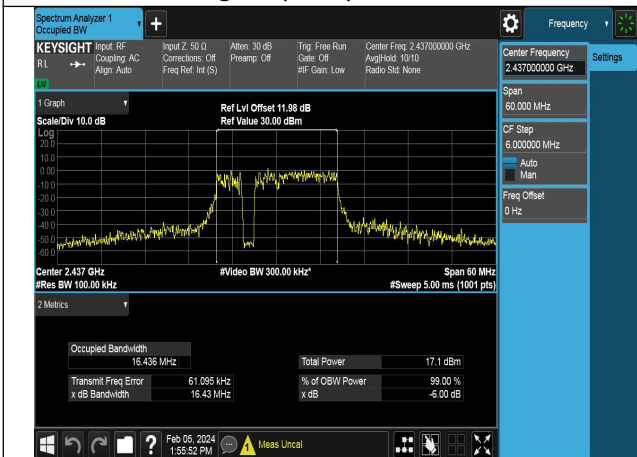 Spectrum Analyzer 1
Occupied BW
Frequency
KEYSIGHT
Input: RF
Input Z: 50 Ω
Atten: 30 dB
Trig: Free Run
Center Freq: 2.437000000 GHz
R L
Coupling: AC
Corrections: Off
Preamp: Off
Gate: Off
Avg|Hold: 10/10
Align: Auto
Freq Ref: Int (S)
#IF Gain: Low
Radio Std: None
Center Frequency
2.437000000 GHz
Settings
Span
60.000 MHz
CF Step
6.000000 MHz
Auto
Man
Freq Offset
0 Hz
1 Graph
Ref Lvl Offset 11.98 dB
Scale/Div 10.0 dB
Ref Value 30.00 dBm
Log
20.0
10.0
0.00
-10.0
-20.0
-30.0
-40.0
-50.0
-60.0
Center 2.437 GHz
#Video BW 300.00 kHz*
Span 60 MHz
#Res BW 100.00 kHz
#Sweep 5.00 ms (1001 pts)
2 Metrics
Occupied Bandwidth
16.436 MHz
Total Power
17.1 dBm
Transmit Freq Error
61.095 kHz
% of OBW Power
99.00 %
x dB Bandwidth
16.43 MHz
x dB
-6.00 dB
Feb 05, 2024
1:55:52 PM
Meas Uncal